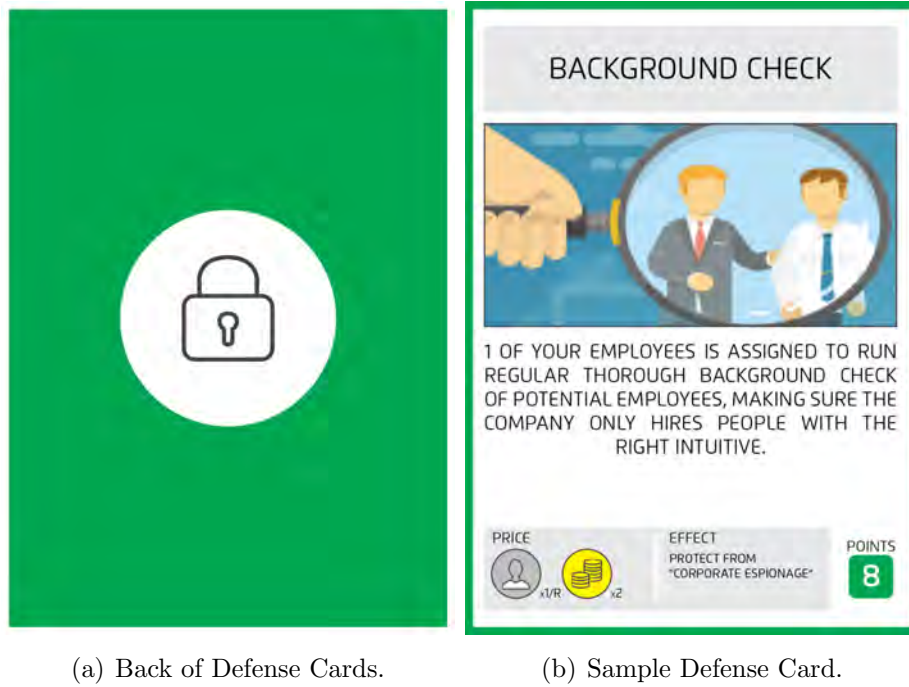 BACKGROUND CHECK
1 OF YOUR EMPLOYEES IS ASSIGNED TO RUN
REGULAR THOROUGH BACKGROUND CHECK
OF POTENTIAL EMPLOYEES, MAKING SURE THE
COMPANY ONLY HIRES PEOPLE WITH THE
RIGHT INTUITIVE.
PRICE
x1/R
x2
EFFECT
PROTECT FROM
"CORPORATE ESPIONAGE"
POINTS
8
(a) Back of Defense Cards.
(b) Sample Defense Card.